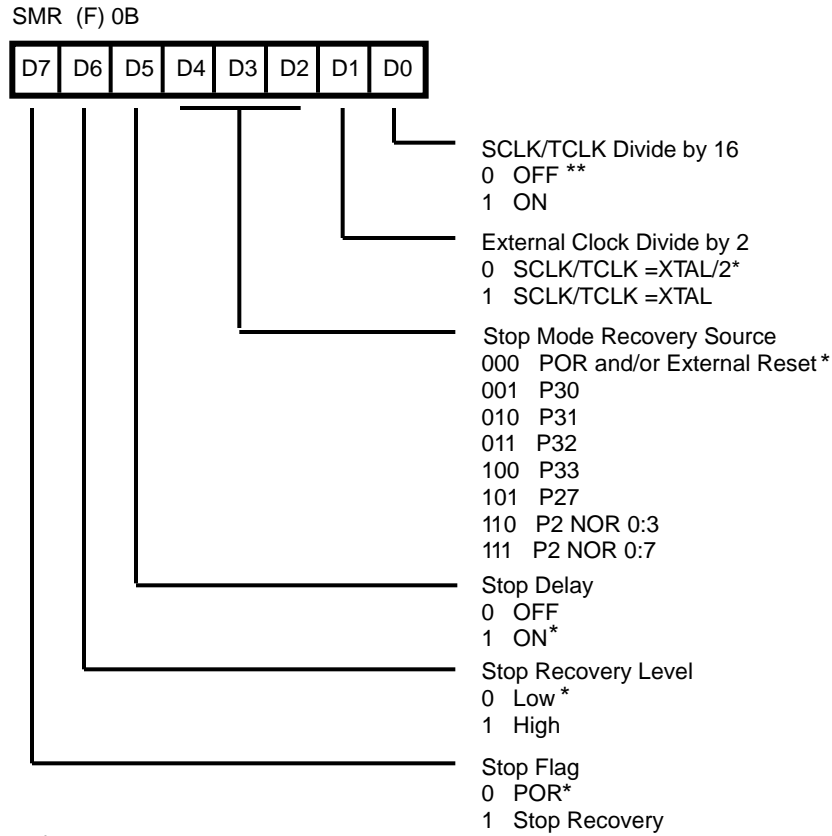 SMR (F) 0B
D7 D6 D5 D4 D3 D2 D1 D0
SCLK/TCLK Divide by 16
0 OFF **
1 ON
External Clock Divide by 2
0 SCLK/TCLK =XTAL/2*
1 SCLK/TCLK =XTAL
Stop Mode Recovery Source
000 POR and/or External Reset *
001 P30
010 P31
011 P32
100 P33
101 P27
110 P2 NOR 0:3
111 P2 NOR 0:7
Stop Delay
0 OFF
1 ON*
Stop Recovery Level
0 Low *
1 High
Stop Flag
0 POR*
1 Stop Recovery